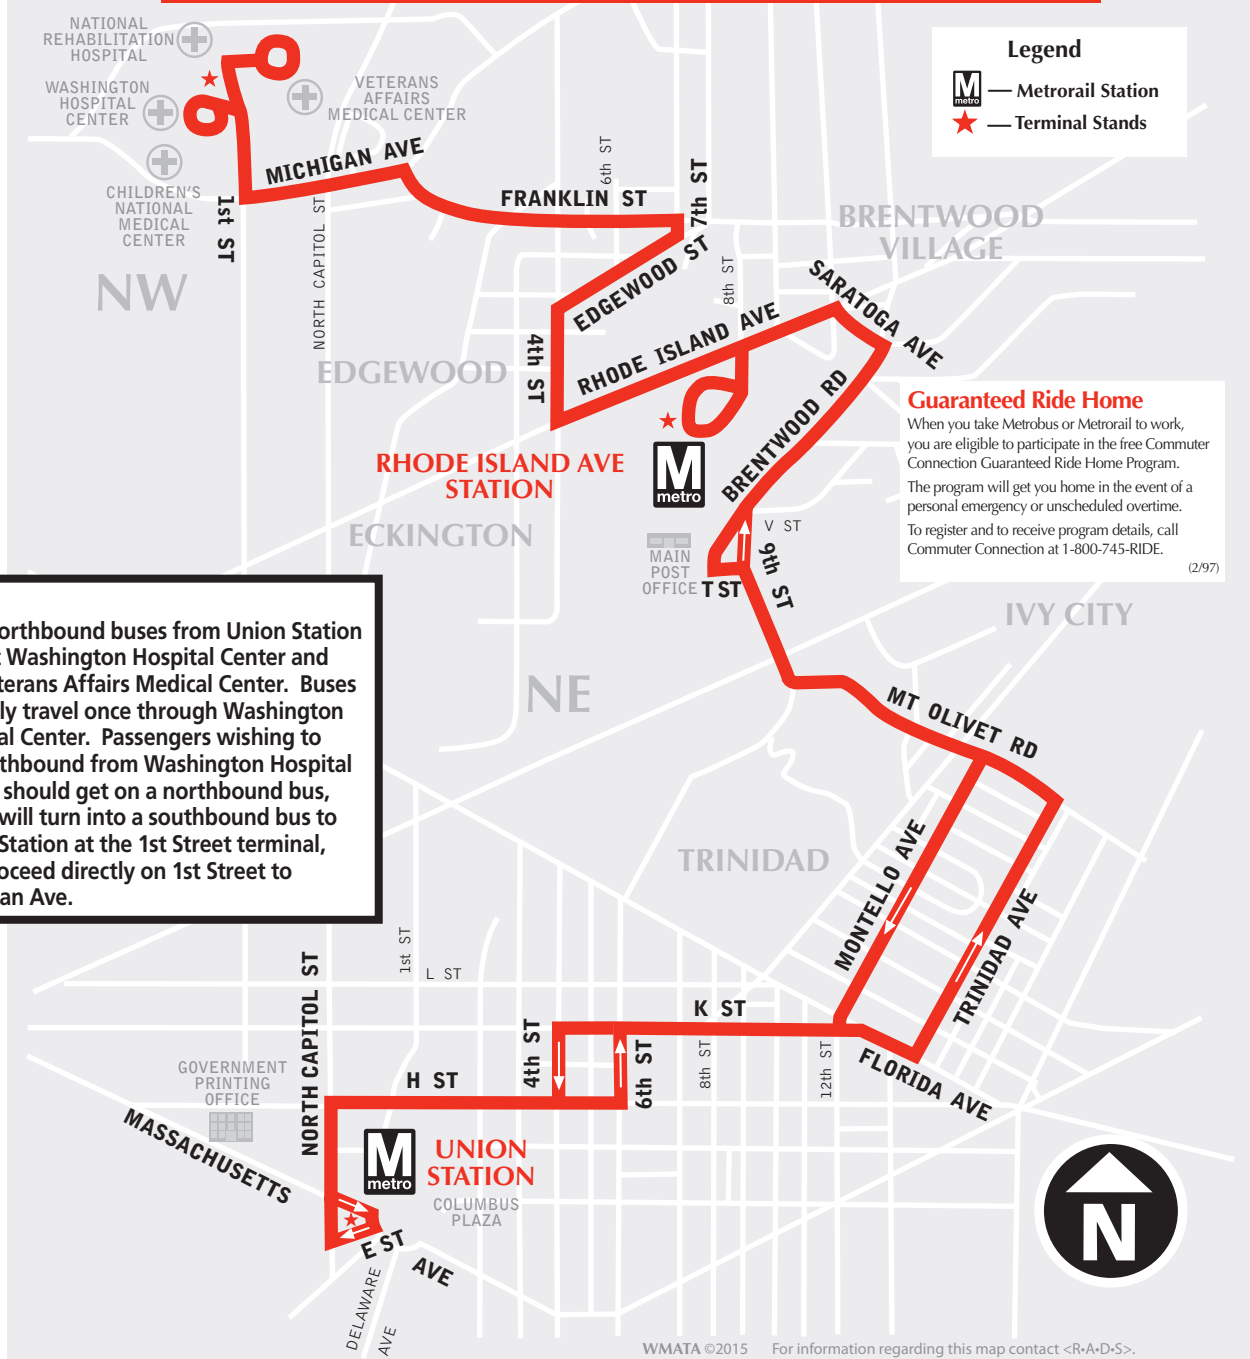 NATIONAL
REHABILITATION
HOSPITAL
WASHINGTON
HOSPITAL
CENTER
VETERANS
AFFAIRS
MEDICAL CENTER
CHILDREN'S
NATIONAL
MEDICAL
CENTER
Legend
M
metro
— Metrorail Station
— Terminal Stands
MICHIGAN AVE
1st ST
NORTH CAPITOL ST
FRANKLIN ST
6th ST
7th ST
EDGEWOOD ST
8th ST
BRENTWOOD
VILLAGE
SARATOGA AVE
NW
EDGEWOOD
4th ST
RHODE ISLAND AVE
BRENTWOOD RD
RHODE ISLAND AVE
STATION
M
metro
Guaranteed Ride Home
When you take Metrobus or Metrorail to work,
you are eligible to participate in the free Commuter
Connection Guaranteed Ride Home Program.
The program will get you home in the event of a
personal emergency or unscheduled overtime.
To register and to receive program details, call
Commuter Connection at 1-800-745-RIDE.
(2/97)
ECKINGTON
V ST
MAIN
POST
OFFICE
T ST
9th ST
IVY CITY
orthbound buses from Union Station
Washington Hospital Center and
terans Affairs Medical Center. Buses
ly travel once through Washington
al Center. Passengers wishing to
thbound from Washington Hospital
should get on a northbound bus,
will turn into a southbound bus to
Station at the 1st Street terminal,
oceed directly on 1st Street to
an Ave.
NE
MT OLIVET RD
TRINIDAD
MONTELLO AVE
TRINIDAD AVE
1st ST
L ST
NORTH CAPITOL ST
K ST
4th ST
6th ST
8th ST
12th ST
FLORIDA AVE
GOVERNMENT
PRINTING
OFFICE
H ST
MASSACHUSETTS
M
metro
UNION
STATION
COLUMBUS
PLAZA
E ST
AVE
DELAWARE
AVE
N
WMATA ©2015 For information regarding this map contact <R•A•D•S>.